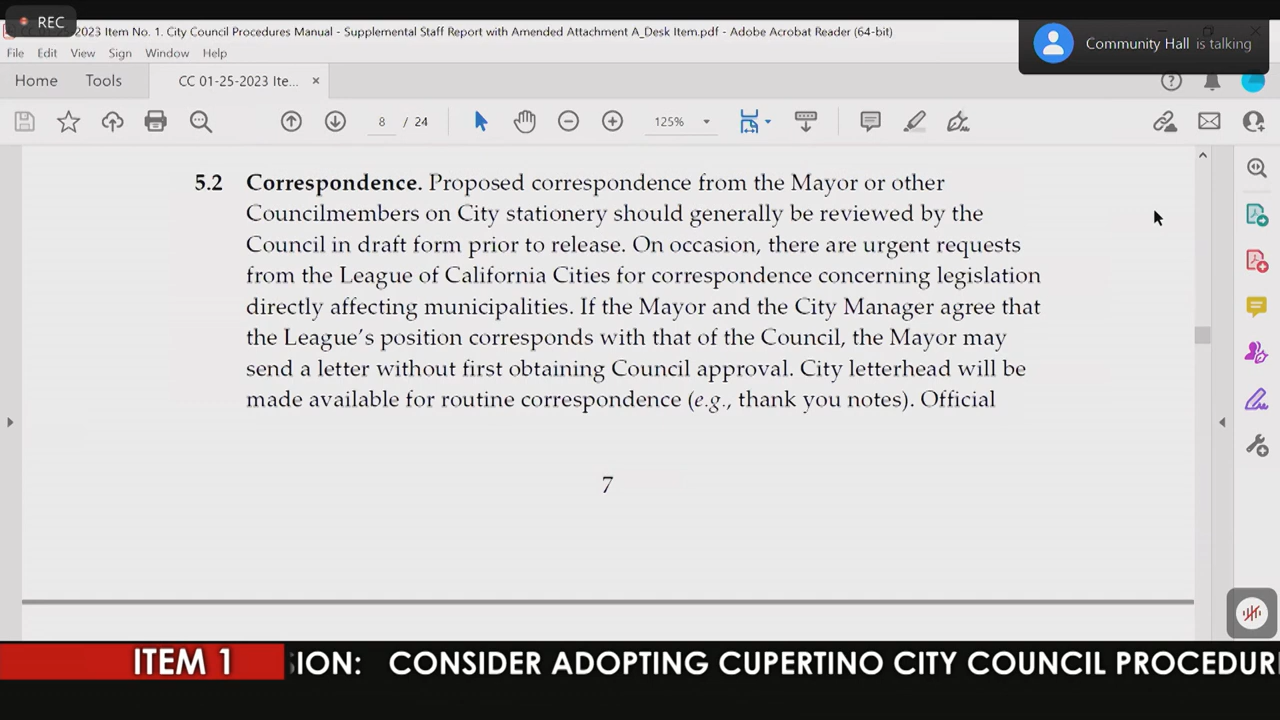 REC
CC 01-25-2023 Item No. 1. City Council Procedures Manual - Supplemental Staff Report with Amended Attachment A_Desk Item.pdf - Adobe Acrobat Reader (64-bit)
Community Hall is talking
File Edit View Sign Window Help
Home Tools CC 01-25-2023 Ite... ×
8 / 24 125%
5.2 Correspondence. Proposed correspondence from the Mayor or other
Councilmembers on City stationery should generally be reviewed by the
Council in draft form prior to release. On occasion, there are urgent requests
from the League of California Cities for correspondence concerning legislation
directly affecting municipalities. If the Mayor and the City Manager agree that
the League's position corresponds with that of the Council, the Mayor may
send a letter without first obtaining Council approval. City letterhead will be
made available for routine correspondence (e.g., thank you notes). Official
7
ITEM 1 SION: CONSIDER ADOPTING CUPERTINO CITY COUNCIL PROCEDUR